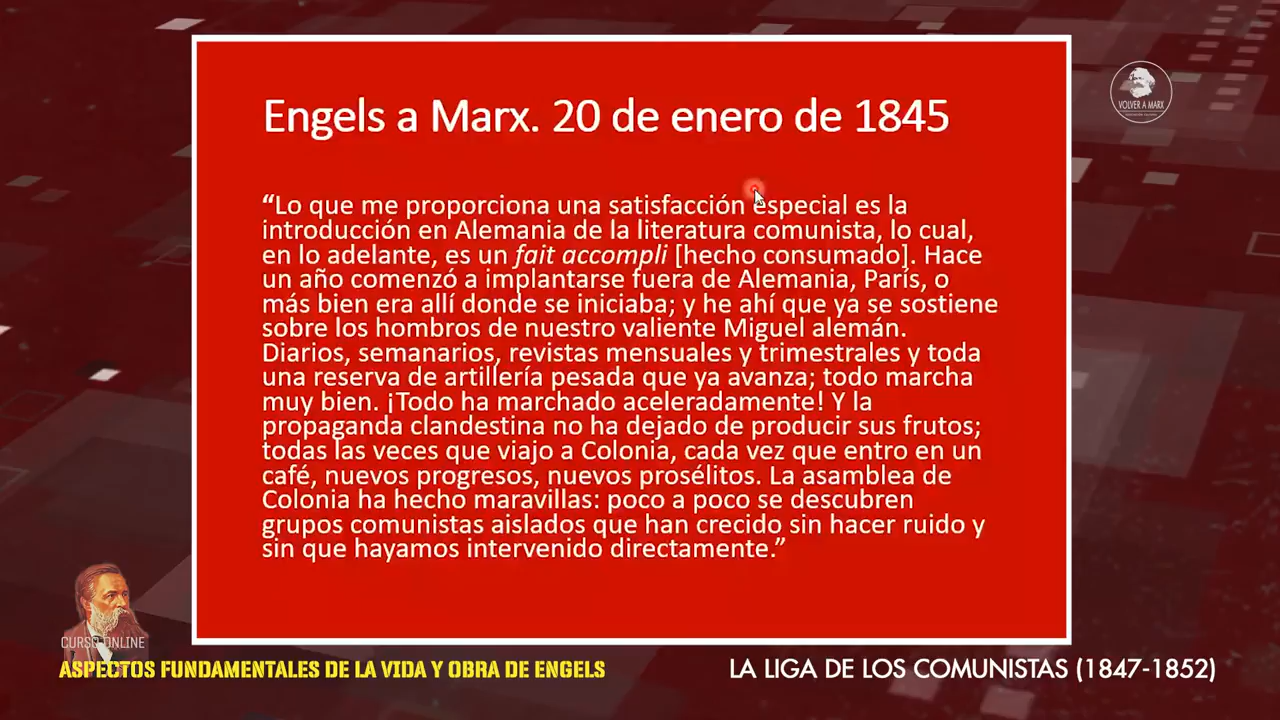 Engels a Marx. 20 de enero de 1845
VOLVER A MARX
“Lo que me proporciona una satisfacción especial es la
introducción en Alemania de la literatura comunista, lo cual,
en lo adelante, es un fait accompli [hecho consumado]. Hace
un año comenzó a implantarse fuera de Alemania, París, o
más bien era allí donde se iniciaba; y he ahí que ya se sostiene
sobre los hombros de nuestro valiente Miguel alemán.
Diarios, semanarios, revistas mensuales y trimestrales y toda
una reserva de artillería pesada que ya avanza; todo marcha
muy bien. ¡Todo ha marchado aceleradamente! Y la
propaganda clandestina no ha dejado de producir sus frutos;
todas las veces que viajo a Colonia, cada vez que entro en un
café, nuevos progresos, nuevos prosélitos. La asamblea de
Colonia ha hecho maravillas: poco a poco se descubren
grupos comunistas aislados que han crecido sin hacer ruido y
sin que hayamos intervenido directamente.”
CURSO ONLINE
ASPECTOS FUNDAMENTALES DE LA VIDA Y OBRA DE ENGELS
LA LIGA DE LOS COMUNISTAS (1847-1852)